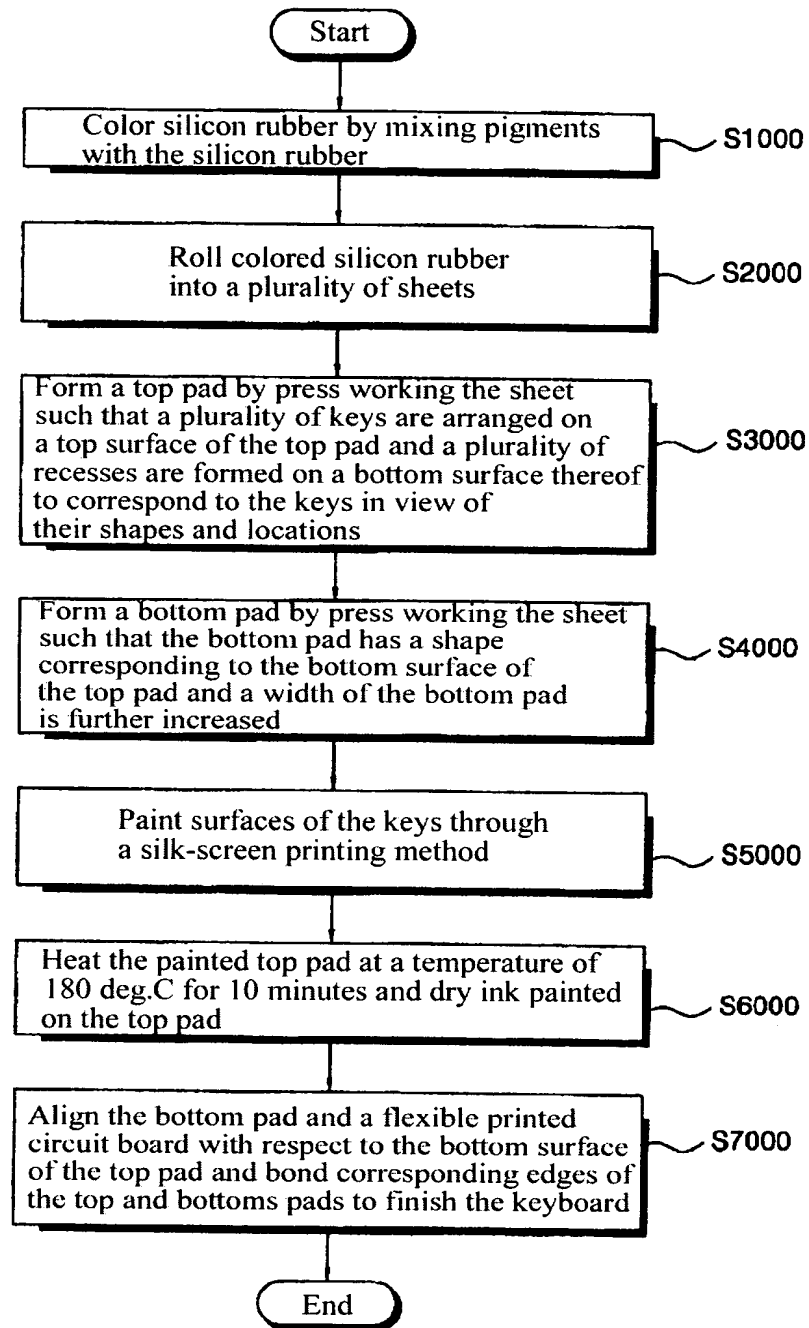 Start
Color silicon rubber by mixing pigments
with the silicon rubber
S1000
Roll colored silicon rubber
into a plurality of sheets
S2000
Form a top pad by press working the sheet
such that a plurality of keys are arranged on
a top surface of the top pad and a plurality of
recesses are formed on a bottom surface thereof
to correspond to the keys in view of
their shapes and locations
S3000
Form a bottom pad by press working the sheet
such that the bottom pad has a shape
corresponding to the bottom surface of
the top pad and a width of the bottom pad
is further increased
S4000
Paint surfaces of the keys through
a silk-screen printing method
S5000
Heat the painted top pad at a temperature of
180 deg.C for 10 minutes and dry ink painted
on the top pad
S6000
Align the bottom pad and a flexible printed
circuit board with respect to the bottom surface
of the top pad and bond corresponding edges of
the top and bottoms pads to finish the keyboard
S7000
End